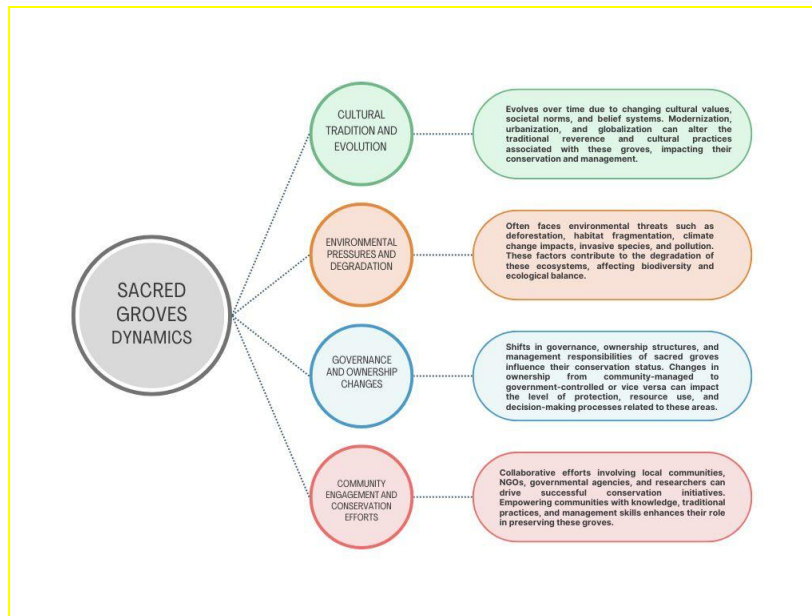 SACRED
GROVES
DYNAMICS
CULTURAL
TRADITION AND
EVOLUTION
Evolves over time due to changing cultural values,
societal norms, and belief systems. Modernization,
urbanization, and globalization can alter the
traditional reverence and cultural practices
associated with these groves, impacting their
conservation and management.
ENVIRONMENTAL
PRESSURES AND
DEGRADATION
Often faces environmental threats such as
deforestation, habitat fragmentation, climate
change impacts, invasive species, and pollution.
These factors contribute to the degradation of
these ecosystems, affecting biodiversity and
ecological balance.
GOVERNANCE
AND OWNERSHIP
CHANGES
Shifts in governance, ownership structures, and
management responsibilities of sacred groves
influence their conservation status. Changes in
ownership from community-managed to
government-controlled or vice versa can impact
the level of protection, resource use, and
decision-making processes related to these areas.
COMMUNITY
ENGAGEMENT AND
CONSERVATION
EFFORTS
Collaborative efforts involving local communities,
NGOs, governmental agencies, and researchers can
drive successful conservation initiatives.
Empowering communities with knowledge, traditional
practices, and management skills enhances their role
in preserving these groves.